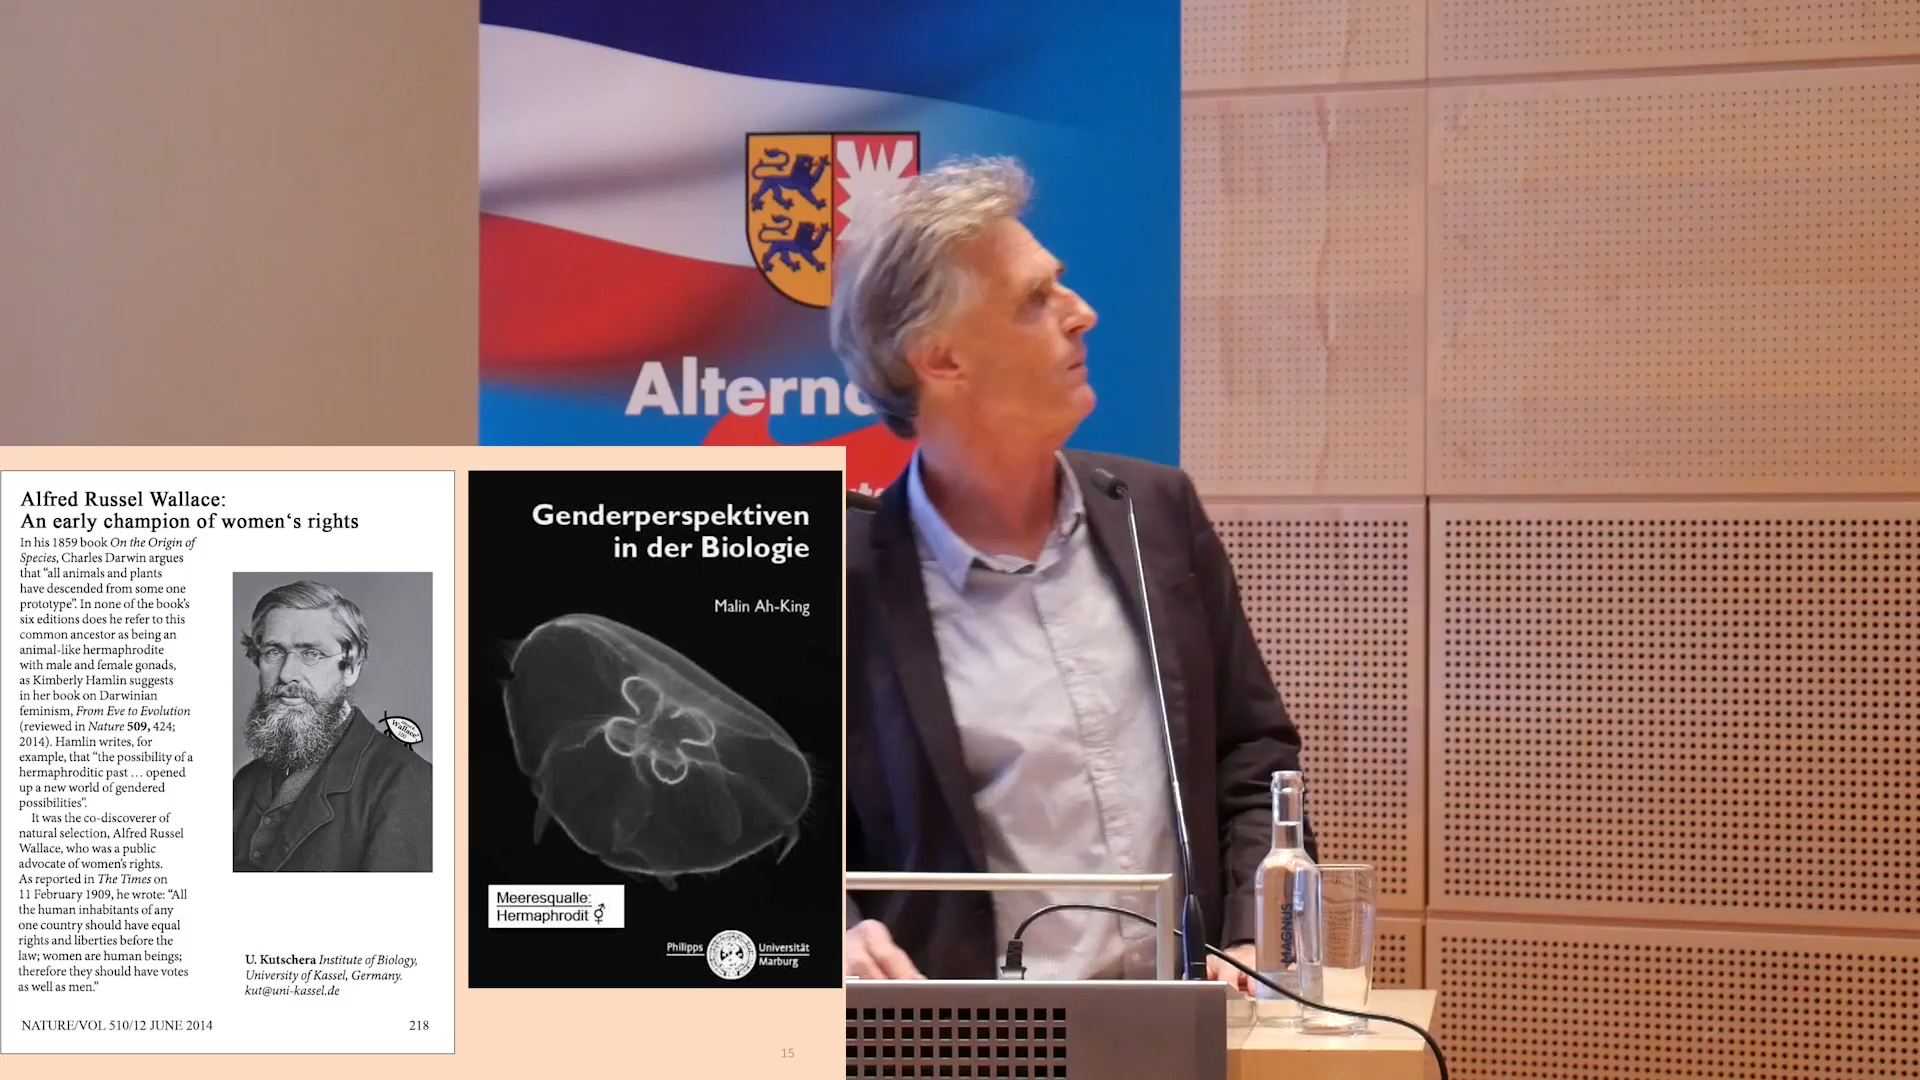 Alterna
Alfred Russel Wallace:
An early champion of women‘s rights
In his 1859 book On the Origin of
Species, Charles Darwin argues
that “all animals and plants
have descended from some one
prototype”. In none of the book’s
six editions does he refer to this
common ancestor as being an
animal-like hermaphrodite
with male and female gonads,
as Kimberly Hamlin suggests
in her book on Darwinian
feminism, From Eve to Evolution
(reviewed in Nature 509, 424;
2014). Hamlin writes, for
example, that “the possibility of a
hermaphroditic past … opened
up a new world of gendered
possibilities”.
It was the co-discoverer of
natural selection, Alfred Russel
Wallace, who was a public
advocate of women’s rights.
As reported in The Times on
11 February 1909, he wrote: “All
the human inhabitants of any
one country should have equal
rights and liberties before the
law; women are human beings;
therefore they should have votes
as well as men.”
Wallace
U. Kutschera Institute of Biology,
University of Kassel, Germany.
kut@uni-kassel.de
NATURE/VOL 510/12 JUNE 2014
218
Genderperspektiven
in der Biologie
Malin Ah-King
Meeresqualle:
Hermaphrodit ⚥
Philipps Universität
Marburg
15
MAGNUS